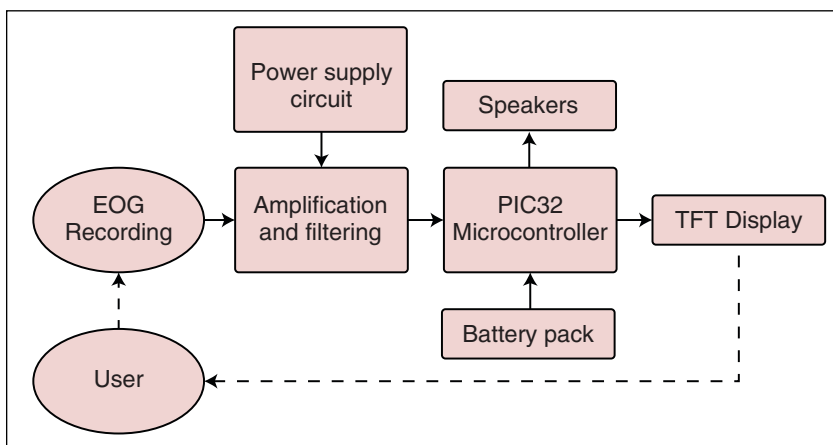 Power supply
circuit
Speakers
EOG
Recording
Amplification
and filtering
PIC32
Microcontroller
TFT Display
Battery pack
User